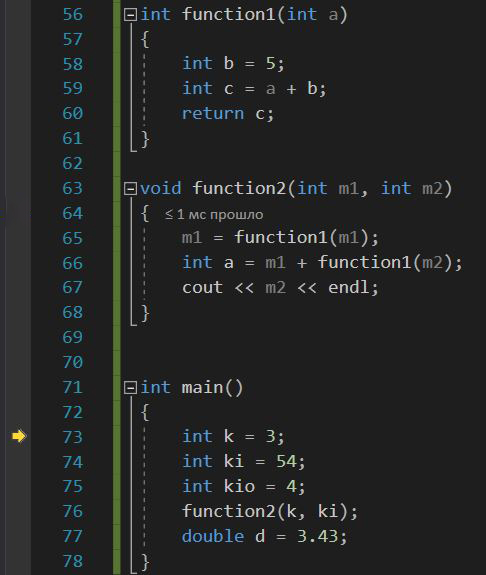 56 int function1(int a)
57 {
58 int b = 5;
59 int c = a + b;
60 return c;
61 }
62
63 void function2(int m1, int m2)
64 { ≤ 1 мс прошло
65 m1 = function1(m1);
66 int a = m1 + function1(m2);
67 cout << m2 << endl;
68 }
69
70
71 int main()
72 {
73 int k = 3;
74 int ki = 54;
75 int kio = 4;
76 function2(k, ki);
77 double d = 3.43;
78 }